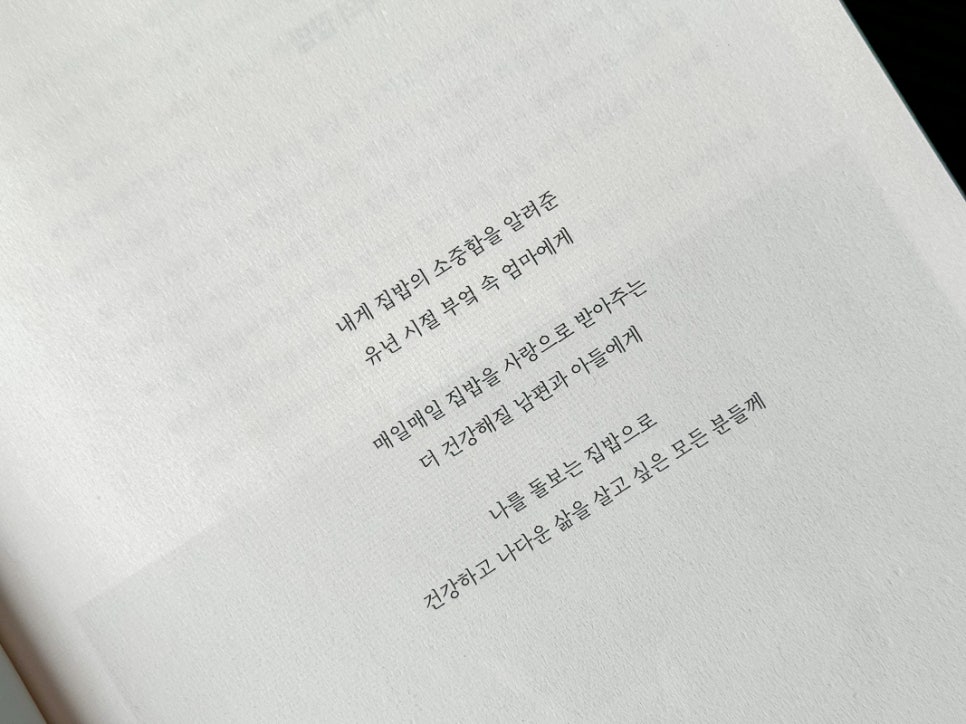 내게 집밥의 소중함을 알려준
유년 시절 부엌 속 엄마에게
매일매일 집밥을 사랑으로 받아주는
더 건강해질 남편과 아들에게
나를 돌보는 집밥으로
건강하고 나다운 삶을 살고 싶은 모든 분들께